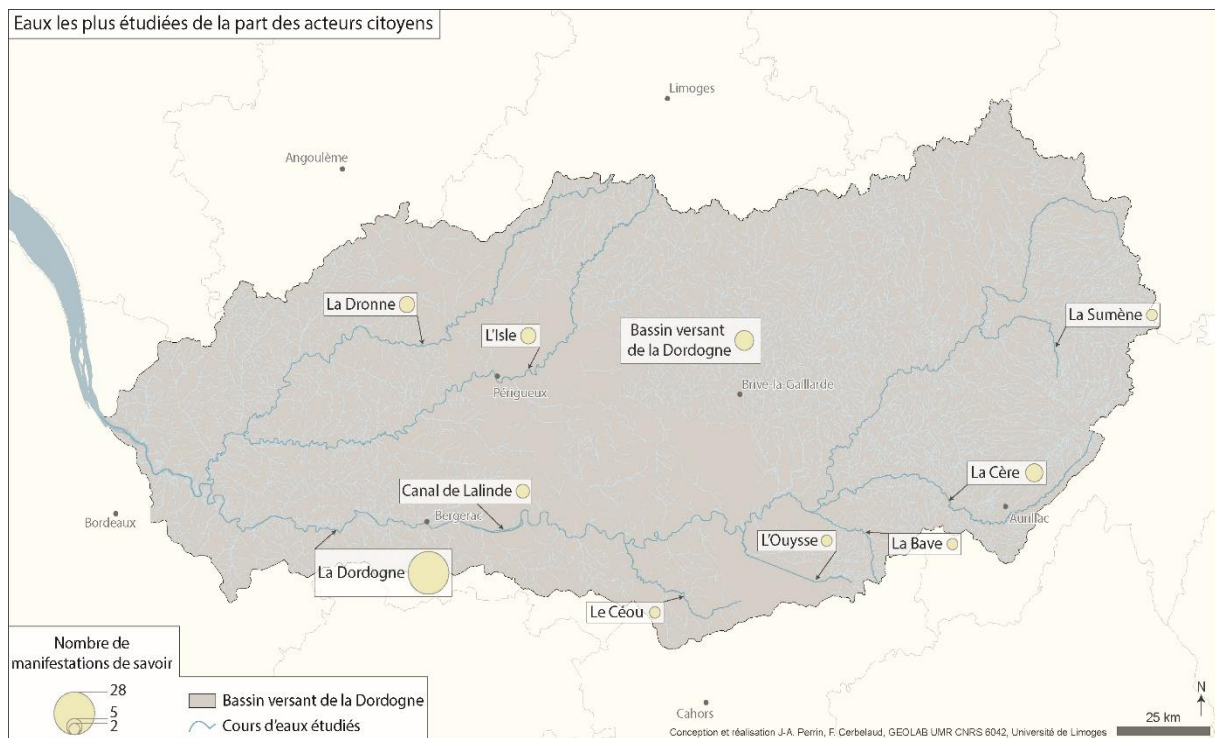 Eaux les plus étudiées de la part des acteurs citoyens
Limoges
Angoulême
La Dronne
L'Isle
Bassin versant
de la Dordogne
La Sumène
Périgueux
Brive-la-Gaillarde
Canal de Lalinde
La Cère
Bordeaux
Bergerac
Aurillac
L'Ouysse
La Bave
La Dordogne
Le Céou
Nombre de
manifestations de savoir
28
5
2
Bassin versant de la Dordogne
Cours d'eaux étudiés
Cahors
N
25 km
Conception et réalisation J-A. Perrin, F. Cerbelaud, GEOLAB UMR CNRS 6042, Université de Limoges